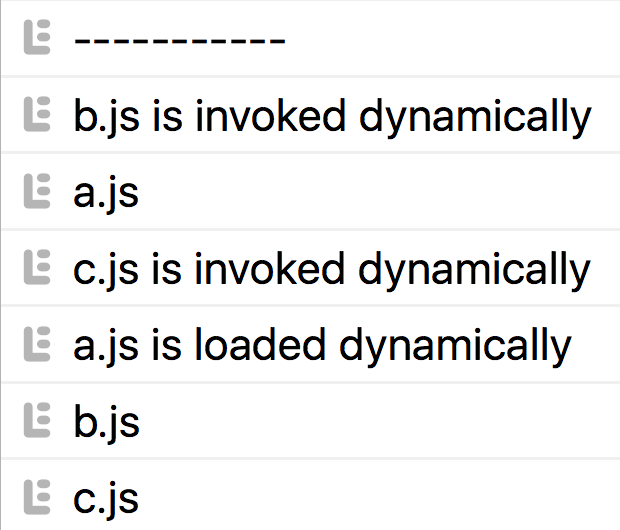 -----------
b.js is invoked dynamically
a.js
c.js is invoked dynamically
a.js is loaded dynamically
b.js
c.js